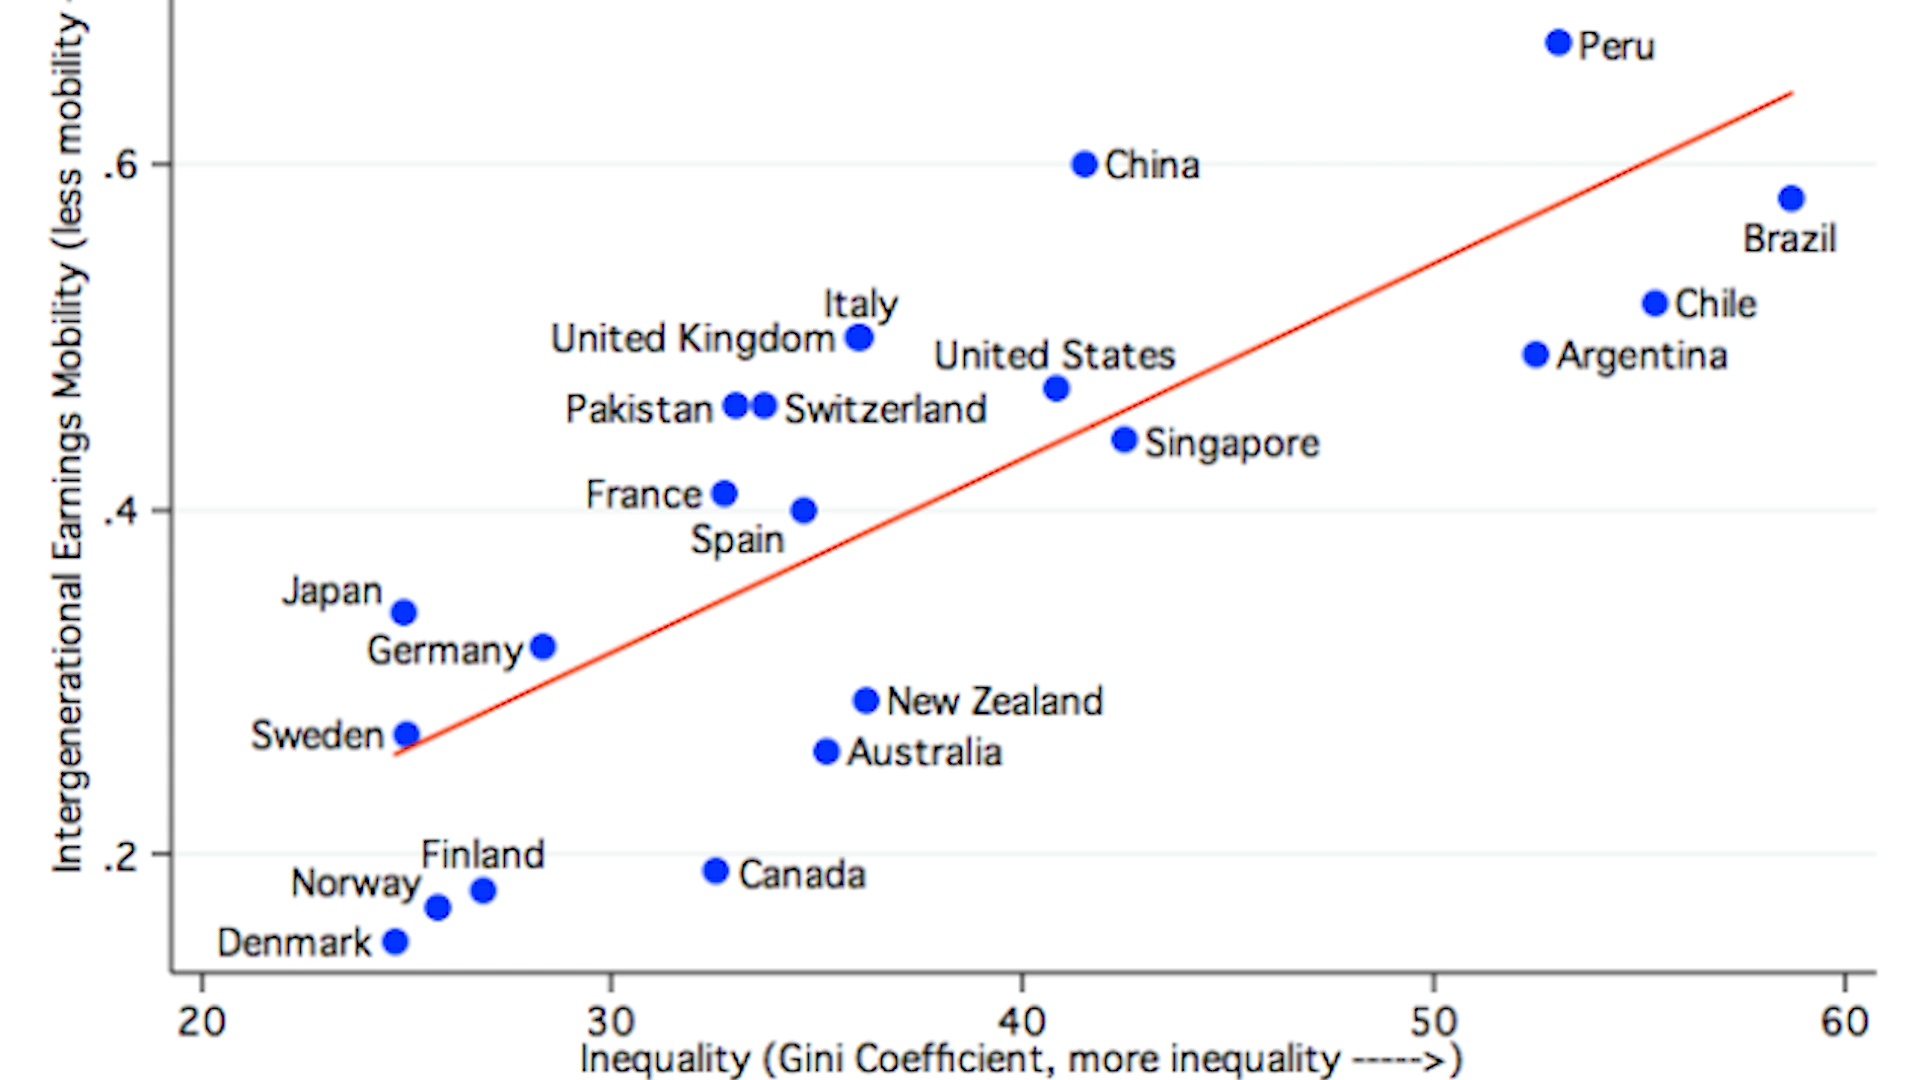 Intergenerational Earnings Mobility (less mobility
Peru
.6
China
Brazil
Italy
Chile
United Kingdom
United States
Argentina
Pakistan
Switzerland
Singapore
France
.4
Spain
Japan
Germany
New Zealand
Sweden
Australia
.2
Finland
Canada
Norway
Denmark
20 30 40 50 60
Inequality (Gini Coefficient, more inequality ----->)